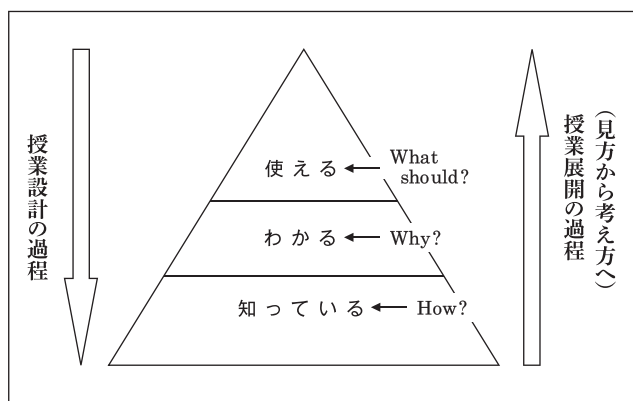 授業設計の過程
使える
What
should?
わかる
Why?
知っている
How?
授業展開の過程
(見方から考え方へ)